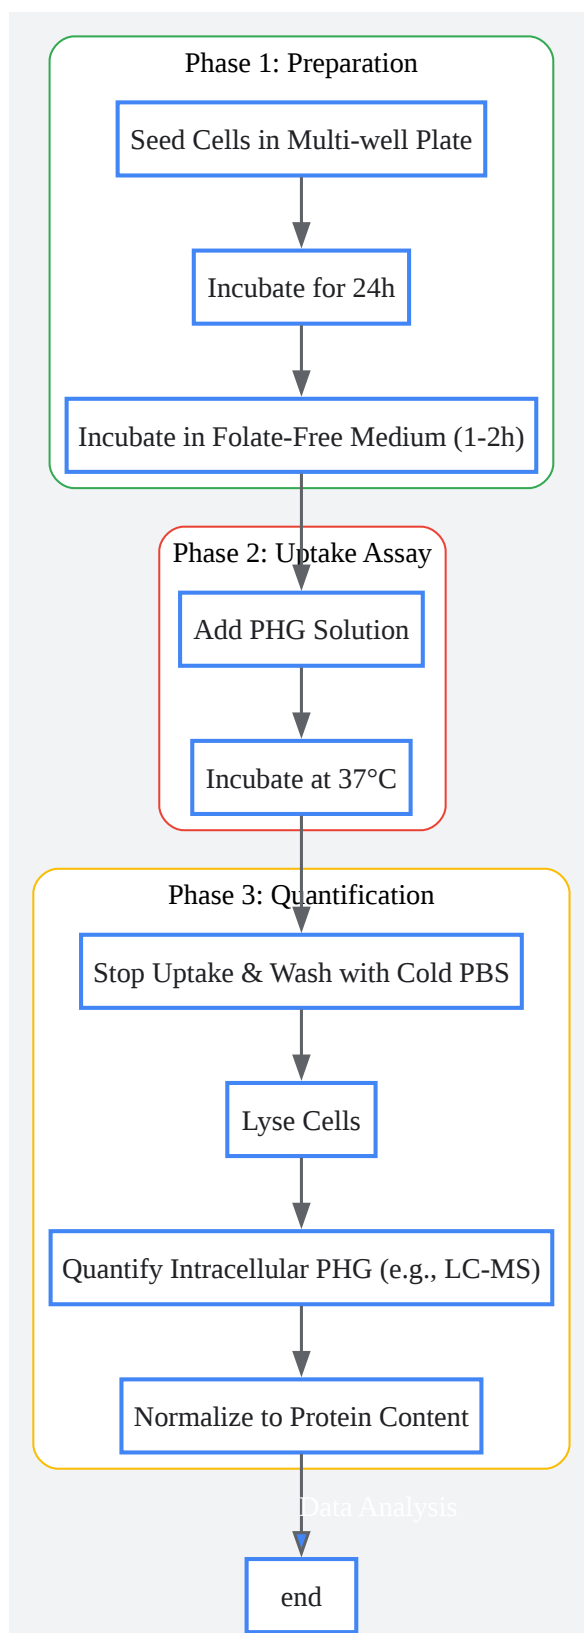 Phase 1: Preparation
Seed Cells in Multi-well Plate
Incubate for 24h
Incubate in Folate-Free Medium (1-2h)
Phase 2: Uptake Assay
Add PHG Solution
Incubate at 37°C
Phase 3: Quantification
Stop Uptake & Wash with Cold PBS
Lyse Cells
Quantify Intracellular PHG (e.g., LC-MS)
Normalize to Protein Content
Data Analysis
end